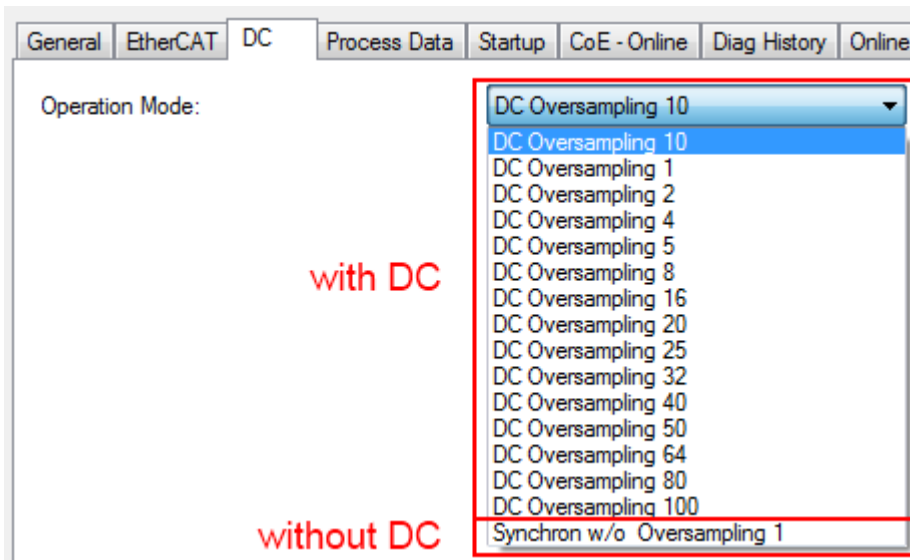 General EtherCAT DC Process Data Startup CoE - Online Diag History Online
Operation Mode: DC Oversampling 10
DC Oversampling 10
DC Oversampling 1
DC Oversampling 2
DC Oversampling 4
DC Oversampling 5
DC Oversampling 8
with DC
DC Oversampling 16
DC Oversampling 20
DC Oversampling 25
DC Oversampling 32
DC Oversampling 40
DC Oversampling 50
DC Oversampling 64
DC Oversampling 80
DC Oversampling 100
without DC Synchron w/o Oversampling 1